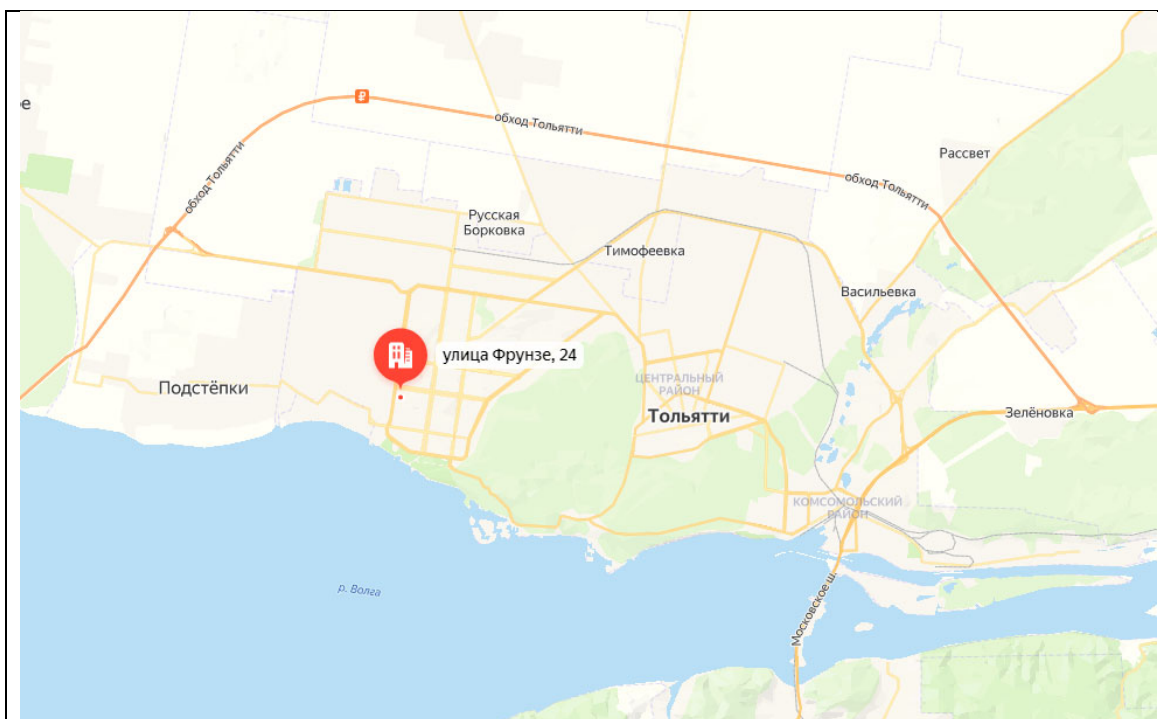 ое
₽
обход Тольятти
обход Тольятти
Рассвет
обход Тольятти
Русская
Борковка
Тимофеевка
Васильевка
улица Фрунзе, 24
Подстёпки
ЦЕНТРАЛЬНЫЙ
РАЙОН
Тольятти
Зелёновка
КОМСОМОЛЬСКИЙ
РАЙОН
р. Волга
Московское ш.